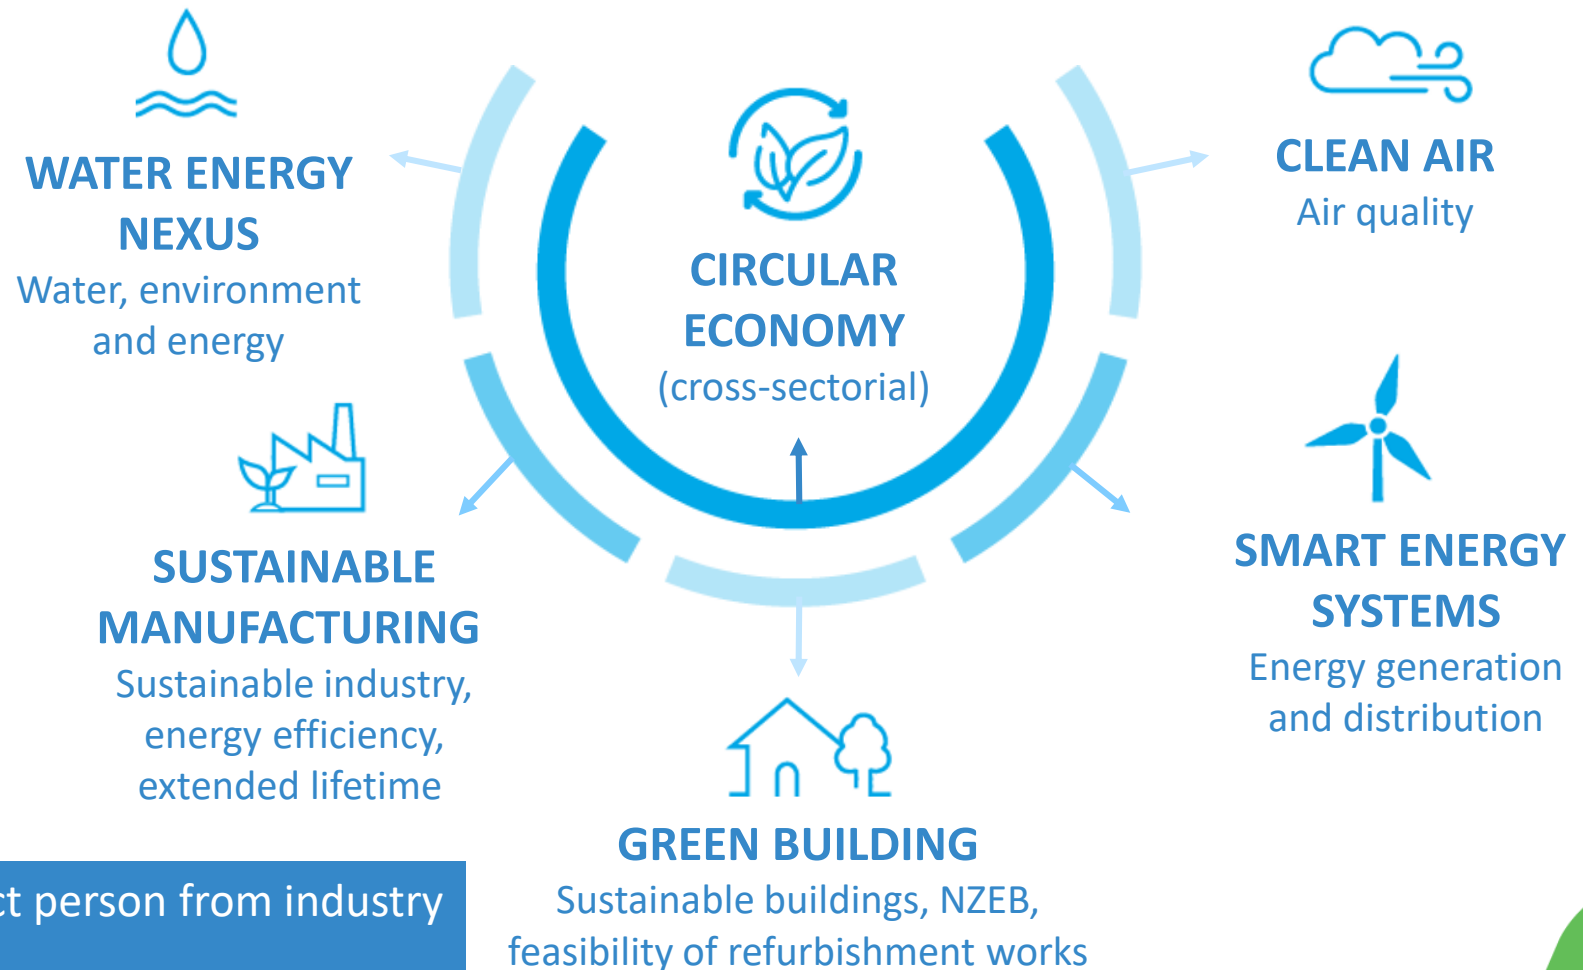 WATER ENERGY
NEXUS
Water, environment
and energy
CIRCULAR
ECONOMY
(cross-sectorial)
CLEAN AIR
Air quality
SUSTAINABLE
MANUFACTURING
Sustainable industry,
energy efficiency,
extended lifetime
SMART ENERGY
SYSTEMS
Energy generation
and distribution
GREEN BUILDING
Sustainable buildings, NZEB,
feasibility of refurbishment works
person from industry